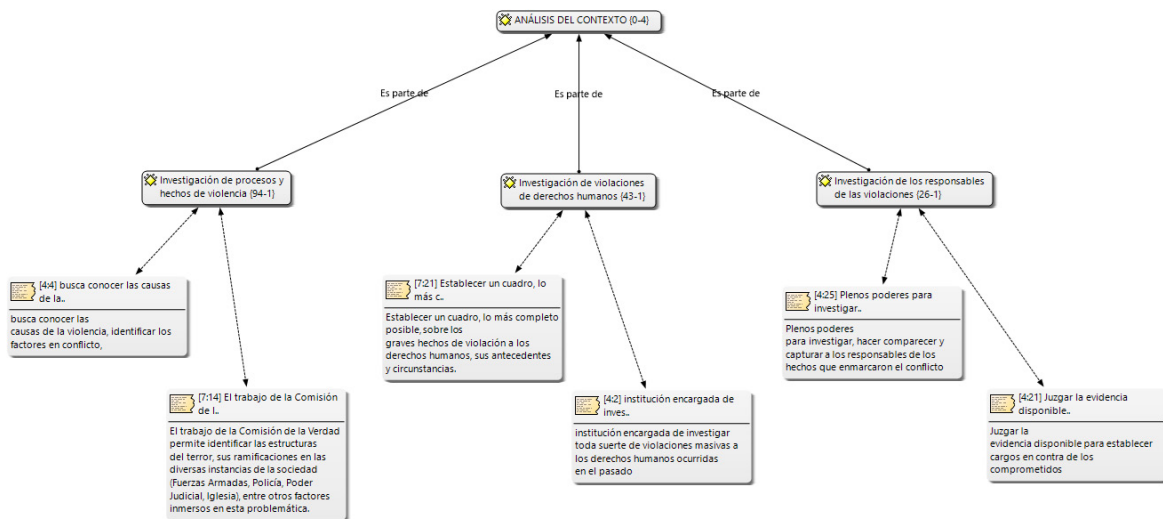 ANÁLISIS DEL CONTEXTO {0-4}
Es parte de
Es parte de
Es parte de
Investigación de procesos y
hechos de violencia {94-1}
Investigación de violaciones
de derechos humanos {43-1}
Investigación de los responsables
de las violaciones {26-1}
[4:4] busca conocer las causas
de la..
busca conocer las
causas de la violencia, identificar los
factores en conflicto,
[7:21] Establecer un cuadro, lo
más c..
Establecer un cuadro, lo más completo
posible, sobre los
graves hechos de violación a los
derechos humanos, sus antecedentes
y circunstancias.
[4:25] Plenos poderes para
investigar..
Plenos poderes
para investigar, hacer comparecer y
capturar a los responsables de los
hechos que enmarcaron el conflicto
[7:14] El trabajo de la Comisión
de l..
El trabajo de la Comisión de la Verdad
permite identificar las estructuras
del terror, sus ramificaciones en las
diversas instancias de la sociedad
(Fuerzas Armadas, Policía, Poder
Judicial, Iglesia), entre otros factores
inmersos en esta problemática.
[4:2] institución encargada de
inves..
institución encargada de investigar
toda suerte de violaciones masivas a
los derechos humanos ocurridas
en el pasado
[4:21] Juzgar la evidencia
disponible..
Juzgar la
evidencia disponible para establecer
cargos en contra de los
comprometidos